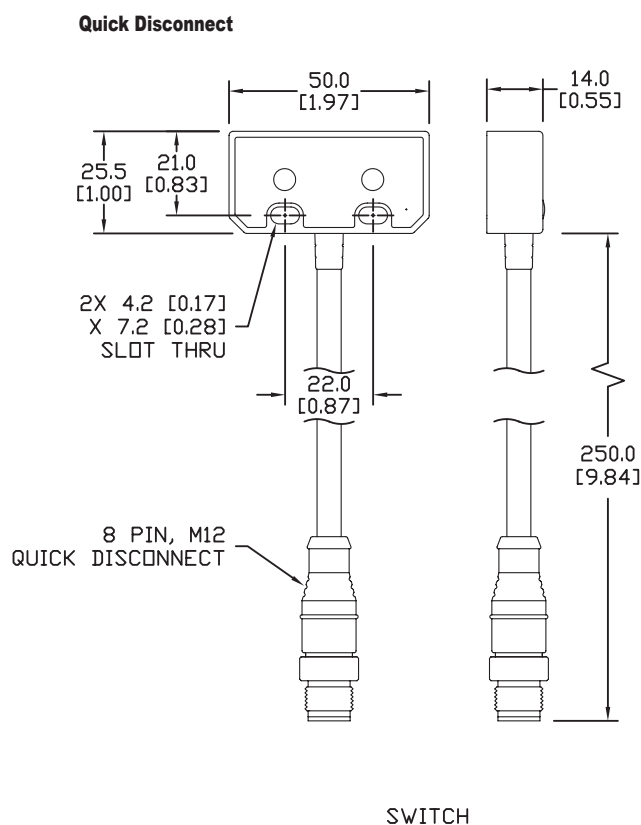 Quick Disconnect
50.0
[1.97]
14.0
[0.55]
25.5
[1.00]
21.0
[0.83]
2X 4.2 [0.17]
X 7.2 [0.28]
SLOT THRU
22.0
[0.87]
250.0
[9.84]
8 PIN, M12
QUICK DISCONNECT
SWITCH